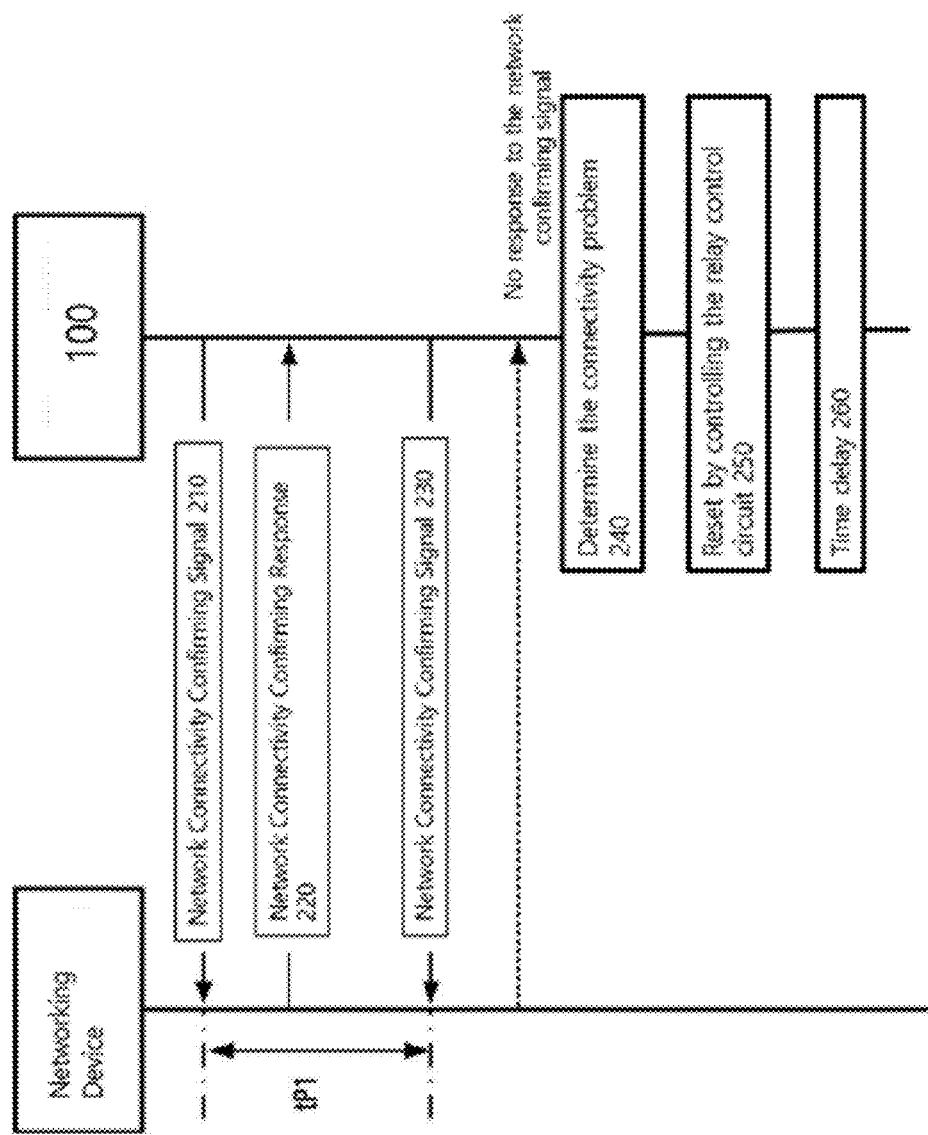 Networking
Device
100
Network Connectivity Confirming Signal 210
Network Connectivity Confirming Response
220
tP1
Network Connectivity Confirming Signal 230
No response to the network
confirming signal
Determine the connectivity problem
240
Reset by controlling the relay control
circuit 250
Time delay 260